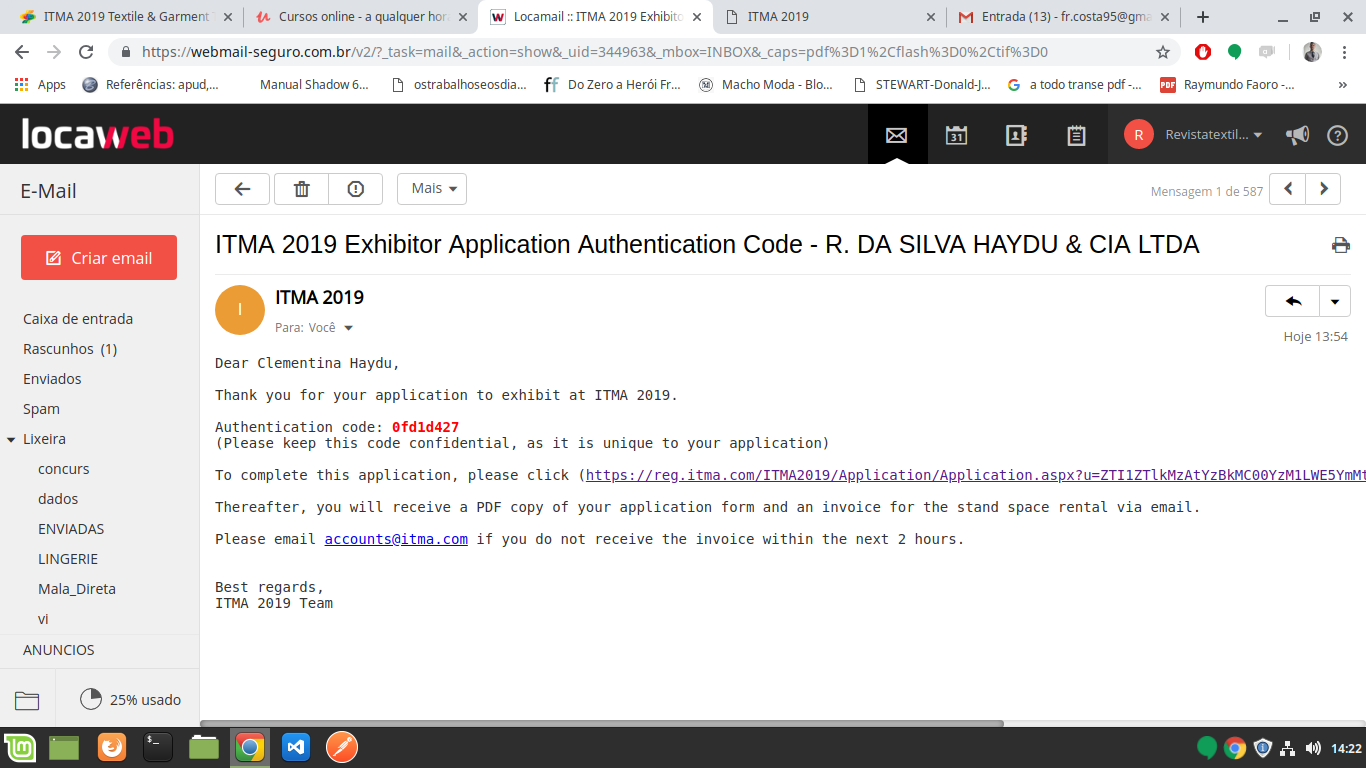 ITMA 2019 Textile & Garment
Cursos online - a qualquer hor
Locamail :: ITMA 2019 Exhibito
ITMA 2019
Entrada (13) - fr.costa95@gma
https://webmail-seguro.com.br/v2/?_task=mail&_action=show&_uid=344963&_mbox=INBOX&_caps=pdf%3D1%2Cflash%3D0%2Ctif%3D0
Apps
Referências: apud,...
Manual Shadow 6...
ostrabalhoseosdia...
Do Zero a Herói Fr...
Macho Moda - Blo...
STEWART-Donald-J...
a todo transe pdf -...
PDF
Raymundo Faoro -...
»
locaweb
31
R
Revistatextil...
E-Mail
Mais
Mensagem 1 de 587
Criar email
ITMA 2019 Exhibitor Application Authentication Code - R. DA SILVA HAYDU & CIA LTDA
I
ITMA 2019
Para: Você
Hoje 13:54
Caixa de entrada
Rascunhos (1)
Enviados
Spam
Lixeira
concurs
dados
ENVIADAS
LINGERIE
Mala_Direta
vi
ANUNCIOS
25% usado
Dear Clementina Haydu,
Thank you for your application to exhibit at ITMA 2019.
Authentication code: 0fd1d427
(Please keep this code confidential, as it is unique to your application)
To complete this application, please click (https://reg.itma.com/ITMA2019/Application/Application.aspx?u=ZTI1ZTlkMzAtYzBkMC00YzM1LWE5YmMt
Thereafter, you will receive a PDF copy of your application form and an invoice for the stand space rental via email.
Please email accounts@itma.com if you do not receive the invoice within the next 2 hours.
Best regards,
ITMA 2019 Team
14:22